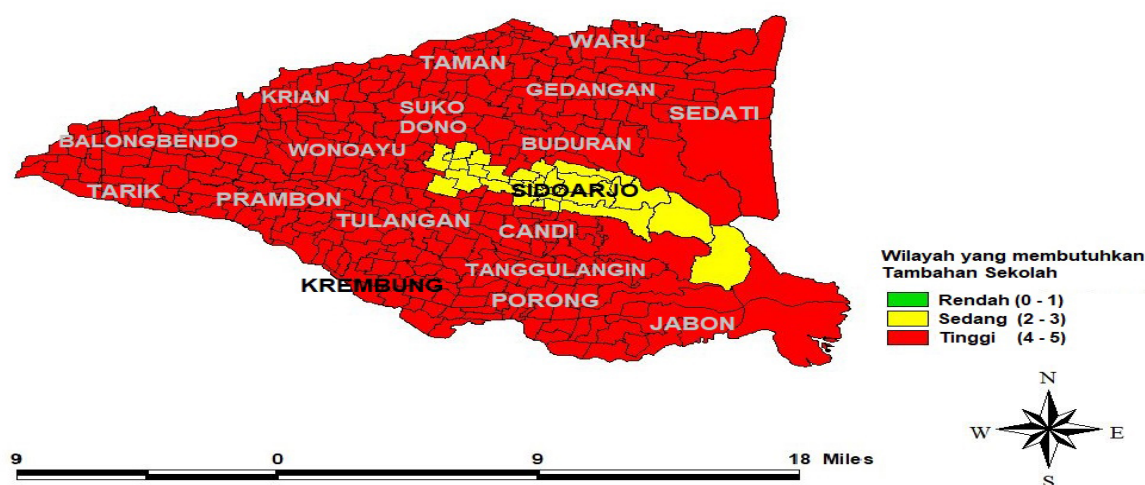 WARU
TAMAN
GEDANGAN
KRIAN
SUKO
DONO
SEDATI
BALONGBENDO
WONOAYU
BUDURAN
TARIK
PRAMBON
SIDOARJO
TULANGAN
CANDI
TANGGULANGIN
KREMBUNG
PORONG
JABON
Wilayah yang membutuhkan
Tambahan Sekolah
Rendah (0 - 1)
Sedang (2 - 3)
Tinggi (4 - 5)
N
W E
S
9 0 9 18 Miles